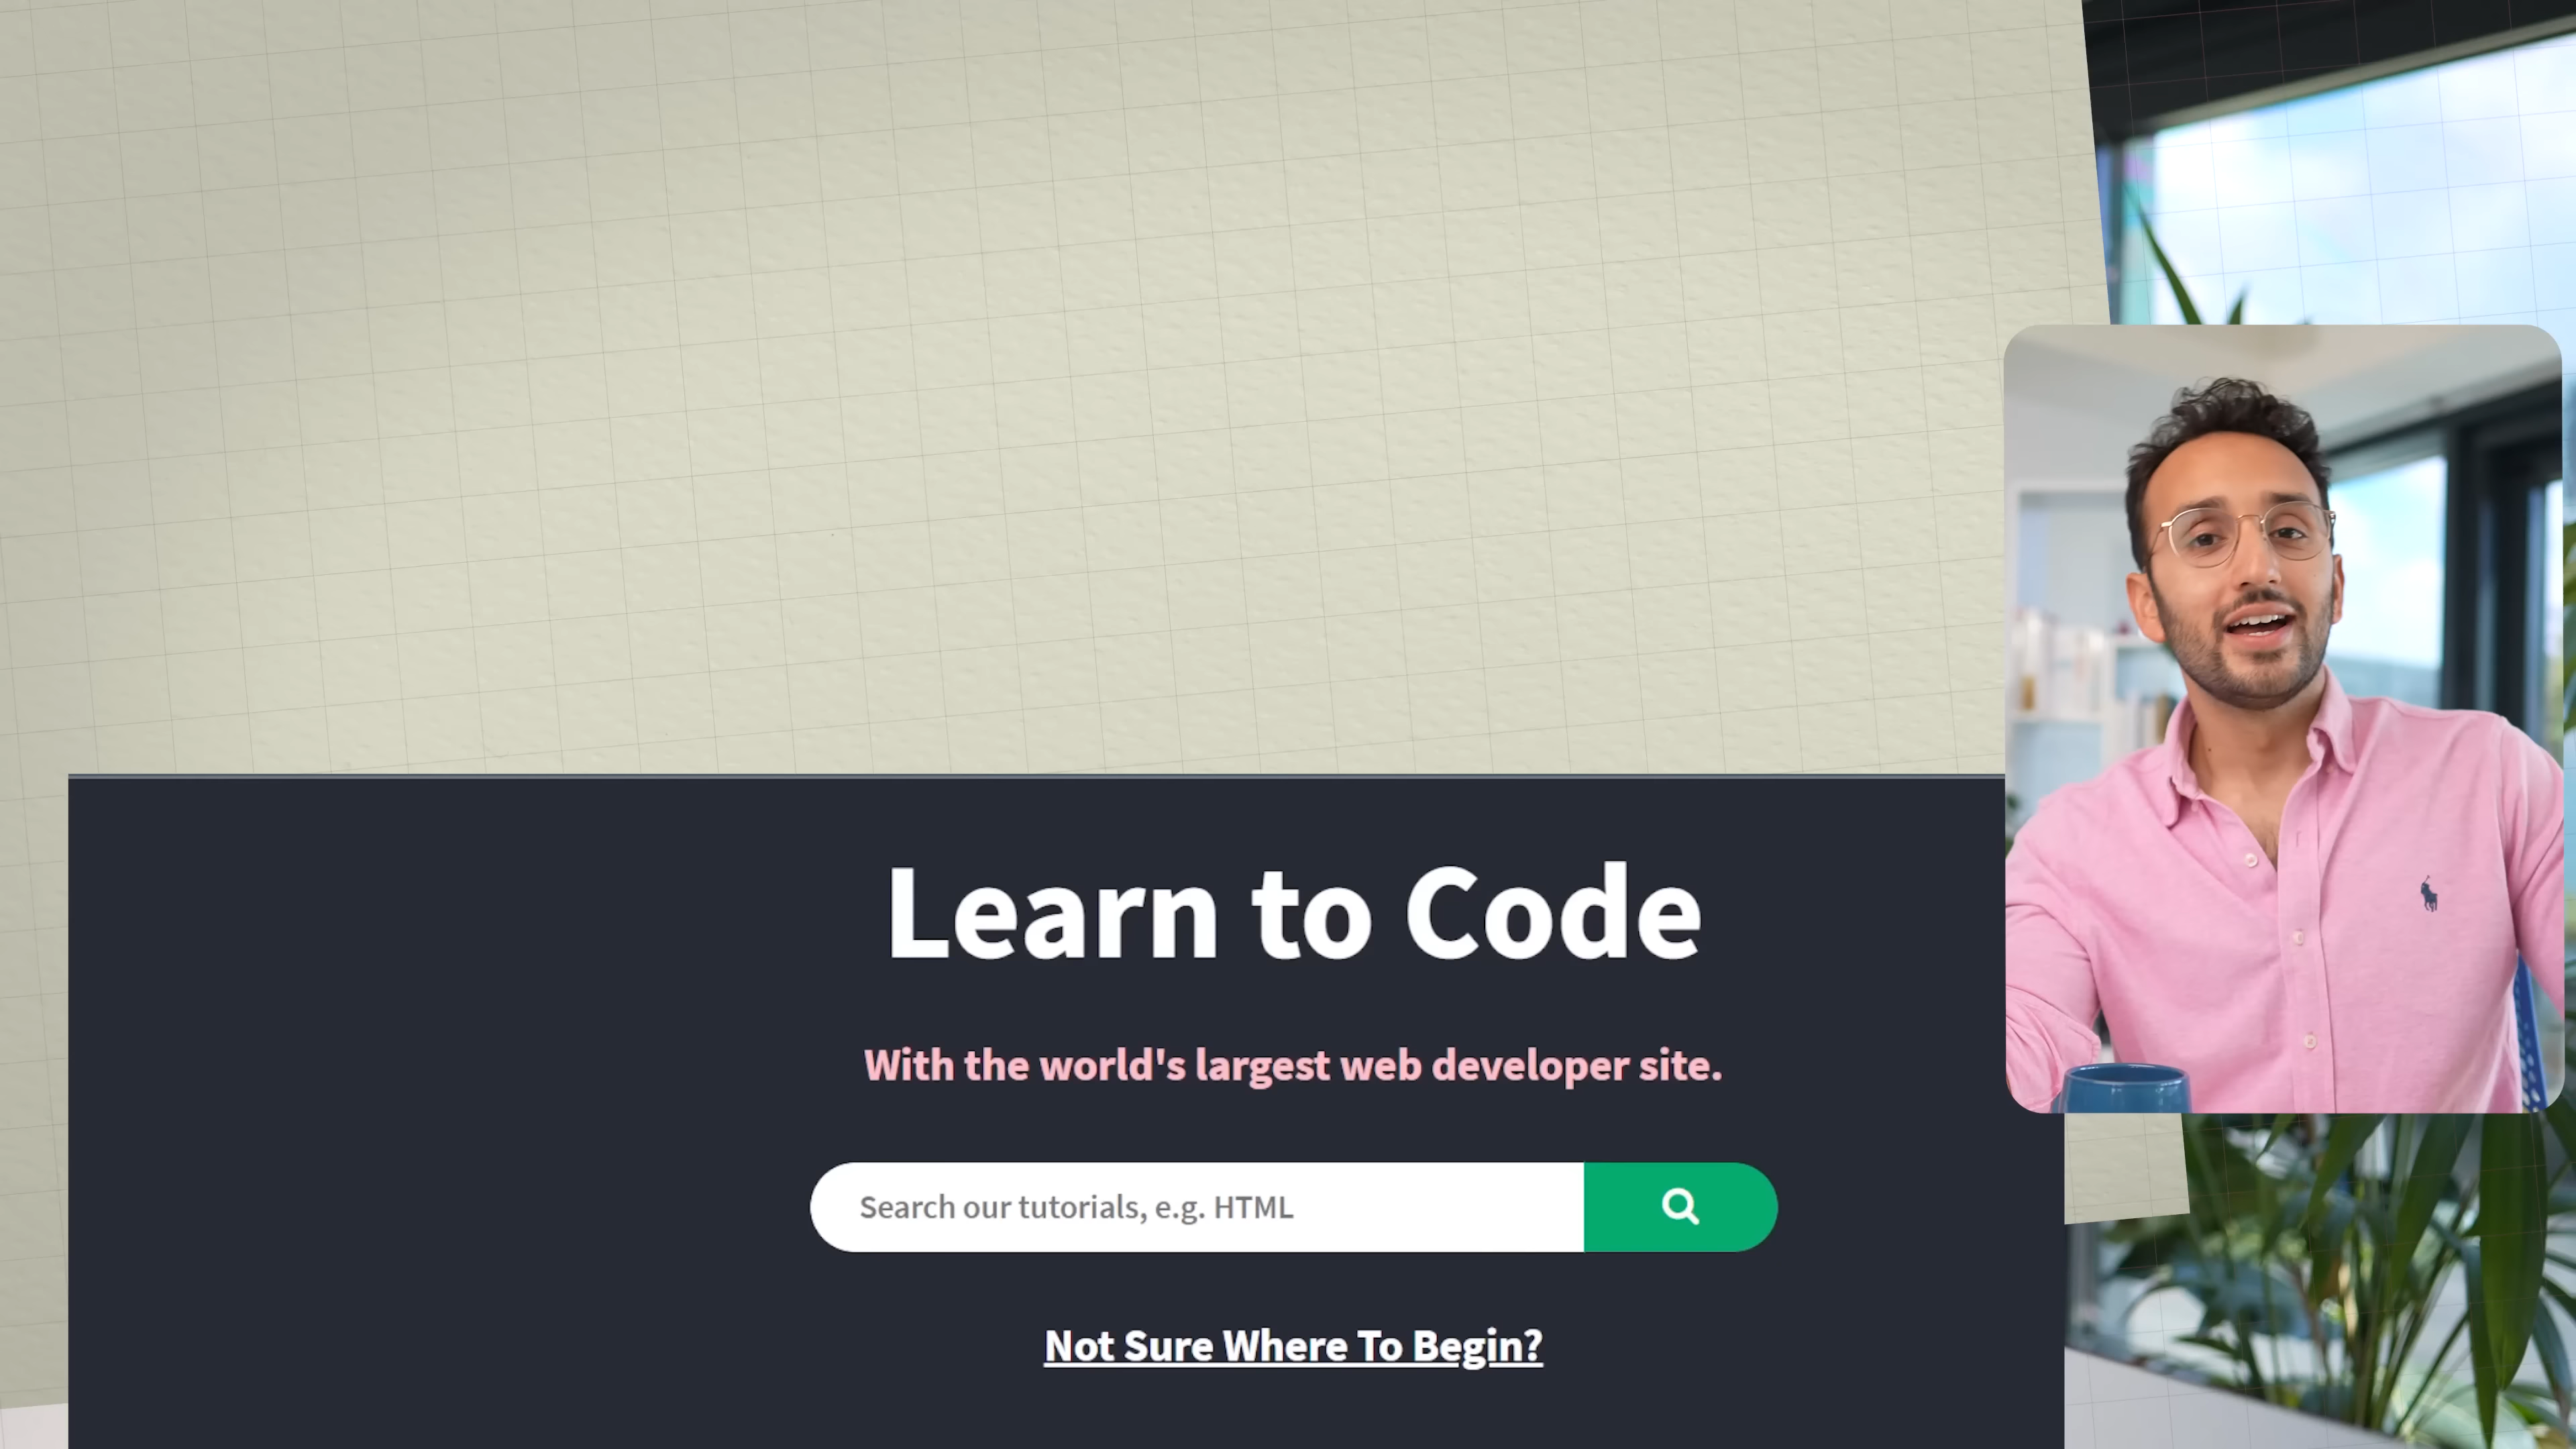 Learn to Code
With the world's largest web developer site.
Search our tutorials, e.g. HTML
Not Sure Where To Begin?